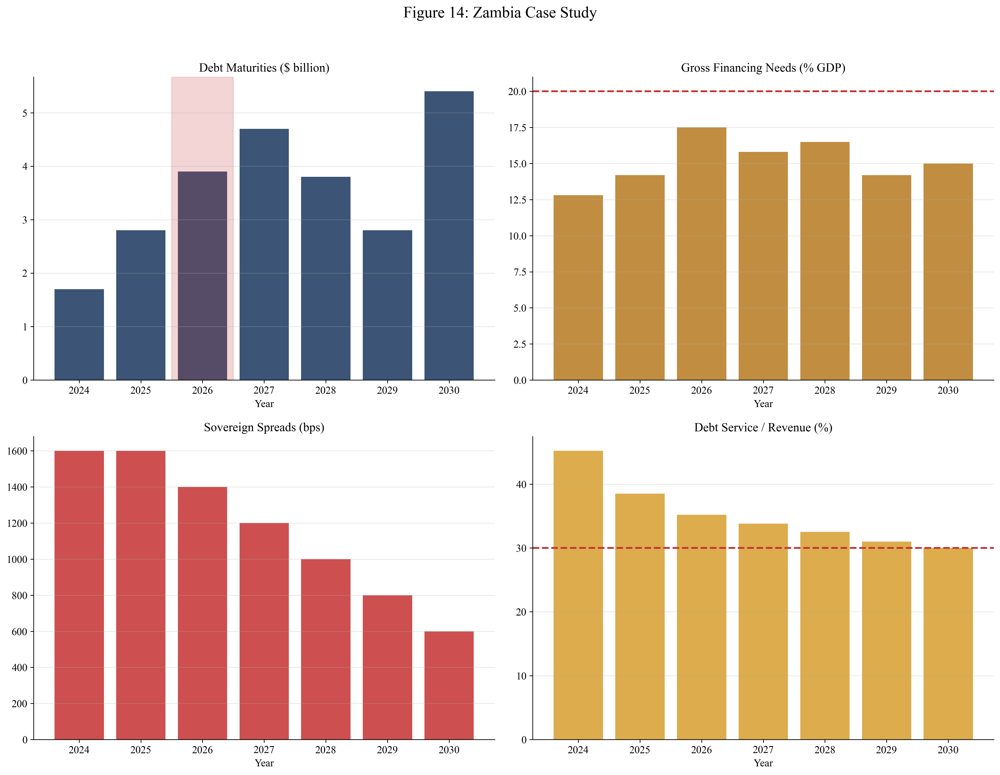 Figure 14: Zambia Case Study
Debt Maturities ($ billion)
5
4
3
2
1
0
2024 2025 2026 2027 2028 2029 2030
Year
Gross Financing Needs (% GDP)
20.0
17.5
15.0
12.5
10.0
7.5
5.0
2.5
0.0
2024 2025 2026 2027 2028 2029 2030
Year
Sovereign Spreads (bps)
1600
1400
1200
1000
800
600
400
200
0
2024 2025 2026 2027 2028 2029 2030
Year
Debt Service / Revenue (%)
40
30
20
10
0
2024 2025 2026 2027 2028 2029 2030
Year